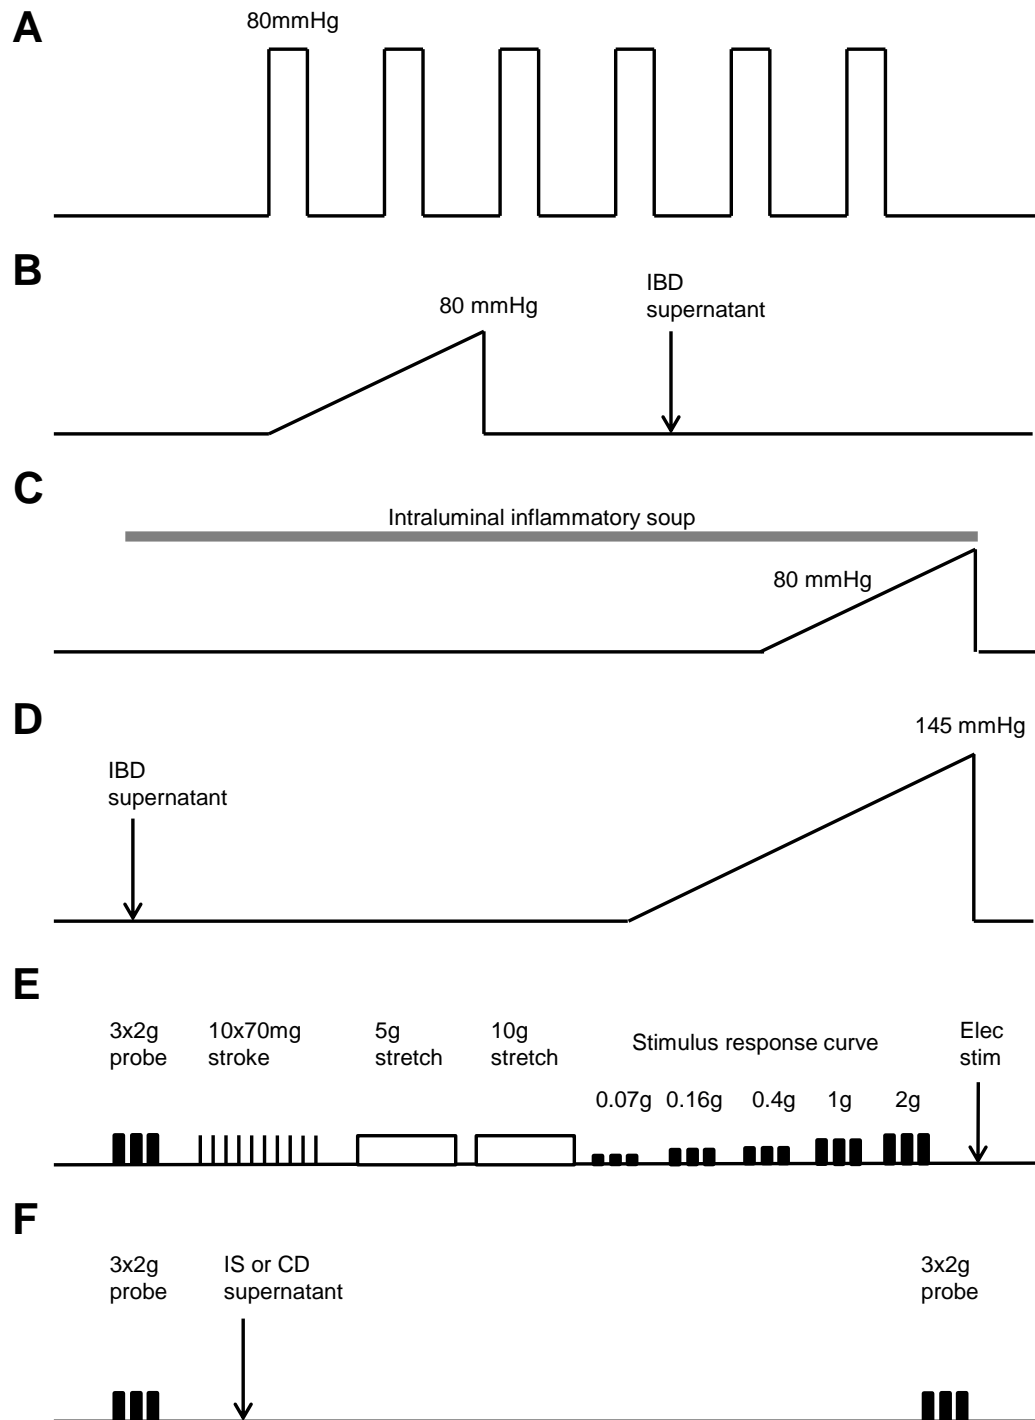 A
80mmHg
B
80 mmHg
IBD
supernatant
C
Intraluminal inflammatory soup
80 mmHg
D
145 mmHg
IBD
supernatant
E
3x2g
probe
10x70mg
stroke
5g
stretch
10g
stretch
Stimulus response curve
0.07g
0.16g
0.4g
1g
2g
Elec
stim
F
3x2g
probe
IS or CD
supernatant
3x2g
probe